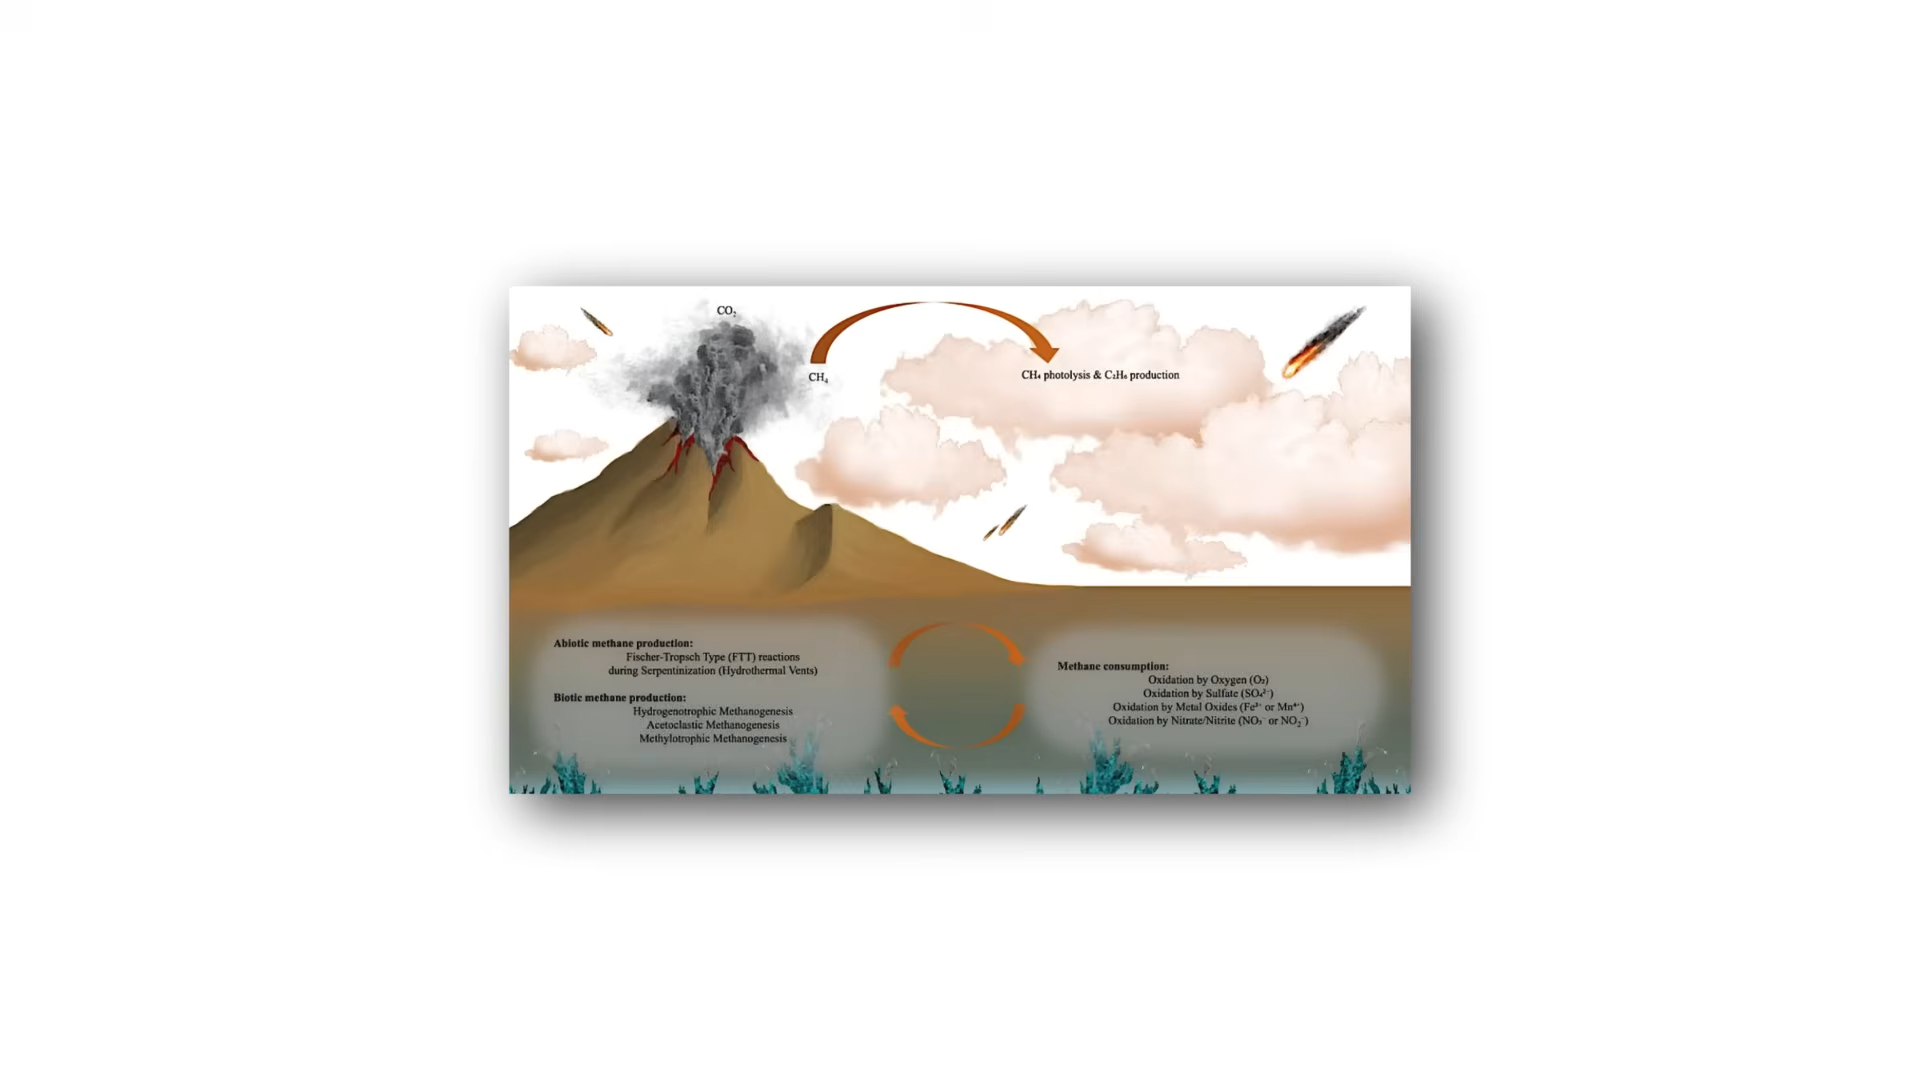 CO₂
CH₄
CH₄ photolysis & C₂H₆ production
Abiotic methane production:
Fischer-Tropsch Type (FTT) reactions
during Serpentinization (Hydrothermal Vents)
Biotic methane production:
Hydrogenotrophic Methanogenesis
Acetoclastic Methanogenesis
Methylotrophic Methanogenesis
Methane consumption:
Oxidation by Oxygen (O₂)
Oxidation by Sulfate (SO₄²⁻)
Oxidation by Metal Oxides (Fe³⁺ or Mn⁴⁺)
Oxidation by Nitrate/Nitrite (NO₃⁻ or NO₂⁻)